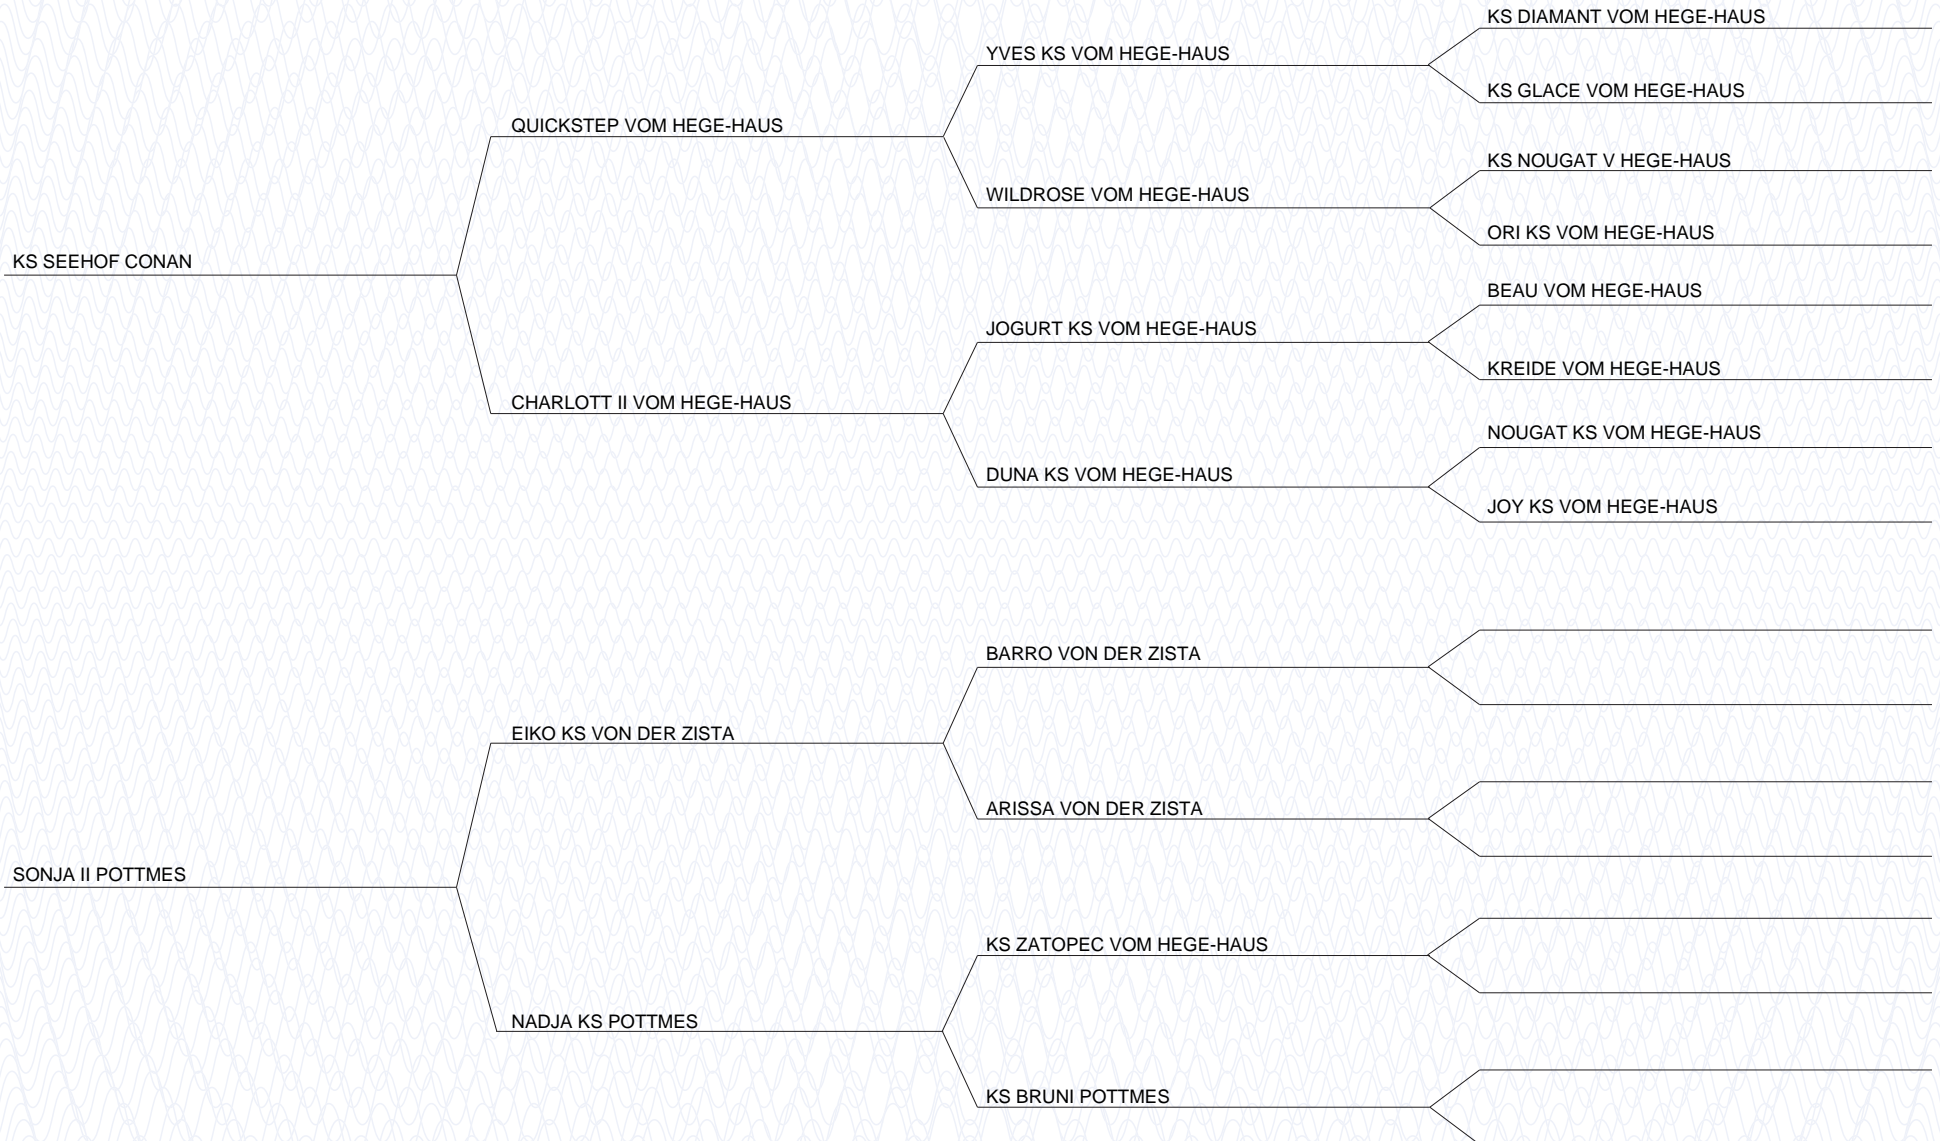 KS DIAMANT VOM HEGE-HAUS
YVES KS VOM HEGE-HAUS
KS GLACE VOM HEGE-HAUS
QUICKSTEP VOM HEGE-HAUS
KS NOUGAT V HEGE-HAUS
WILDROSE VOM HEGE-HAUS
ORI KS VOM HEGE-HAUS
KS SEEHOF CONAN
BEAU VOM HEGE-HAUS
JOGURT KS VOM HEGE-HAUS
KREIDE VOM HEGE-HAUS
CHARLOTT II VOM HEGE-HAUS
NOUGAT KS VOM HEGE-HAUS
DUNA KS VOM HEGE-HAUS
JOY KS VOM HEGE-HAUS
BARRO VON DER ZISTA
EIKO KS VON DER ZISTA
ARISSA VON DER ZISTA
SONJA II POTTMES
KS ZATOPEC VOM HEGE-HAUS
NADJA KS POTTMES
KS BRUNI POTTMES